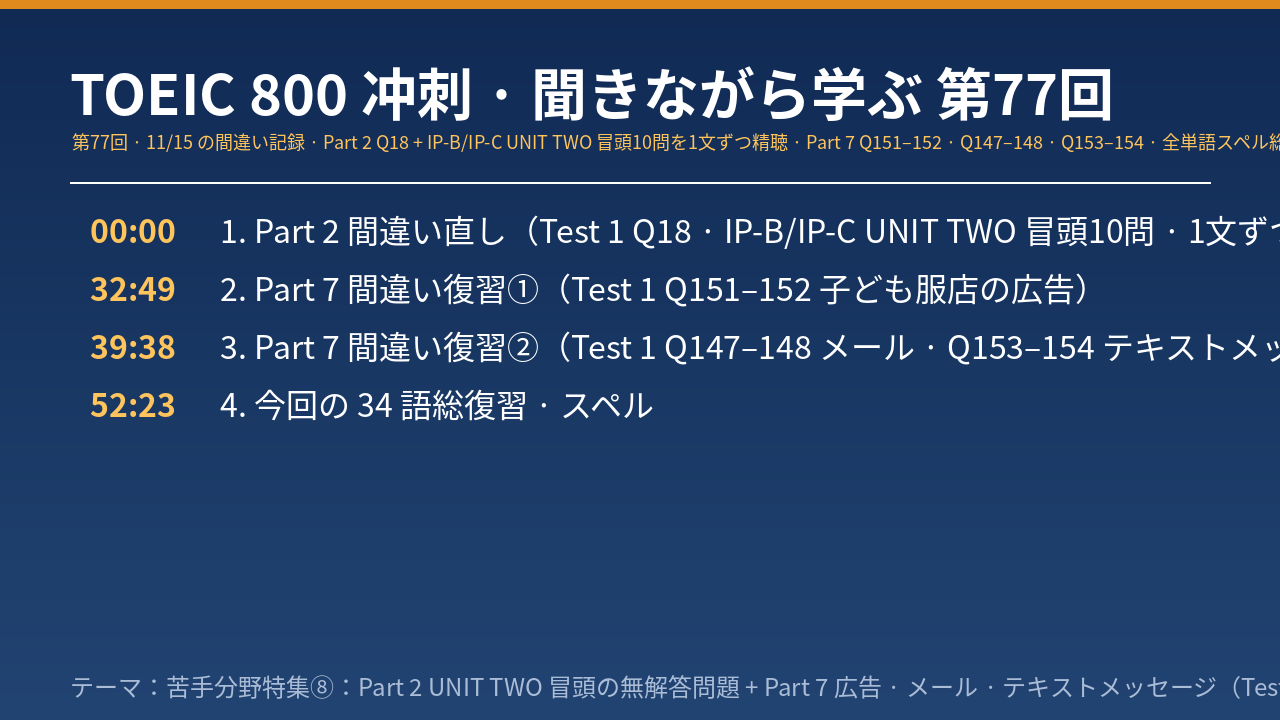 TOEIC 800 冲刺 · 聞きながら学ぶ 第77回
第77回 · 11/15 の間違い記録 · Part 2 Q18 + IP-B/IP-C UNIT TWO 冒頭10問を1文ずつ精聴 · Part 7 Q151–152 · Q147–148 · Q153–154 · 全単語スペル
00:00 1. Part 2 間違い直し（Test 1 Q18 · IP-B/IP-C UNIT TWO 冒頭10問 · 1文ず
32:49 2. Part 7 間違い復習①（Test 1 Q151–152 子ども服店の広告）
39:38 3. Part 7 間違い復習②（Test 1 Q147–148 メール · Q153–154 テキストメッ
52:23 4. 今回の 34 語総復習 · スペル
テーマ：苦手分野特集⑧：Part 2 UNIT TWO 冒頭の無解答問題 + Part 7 広告 · メール · テキストメッセージ（Test